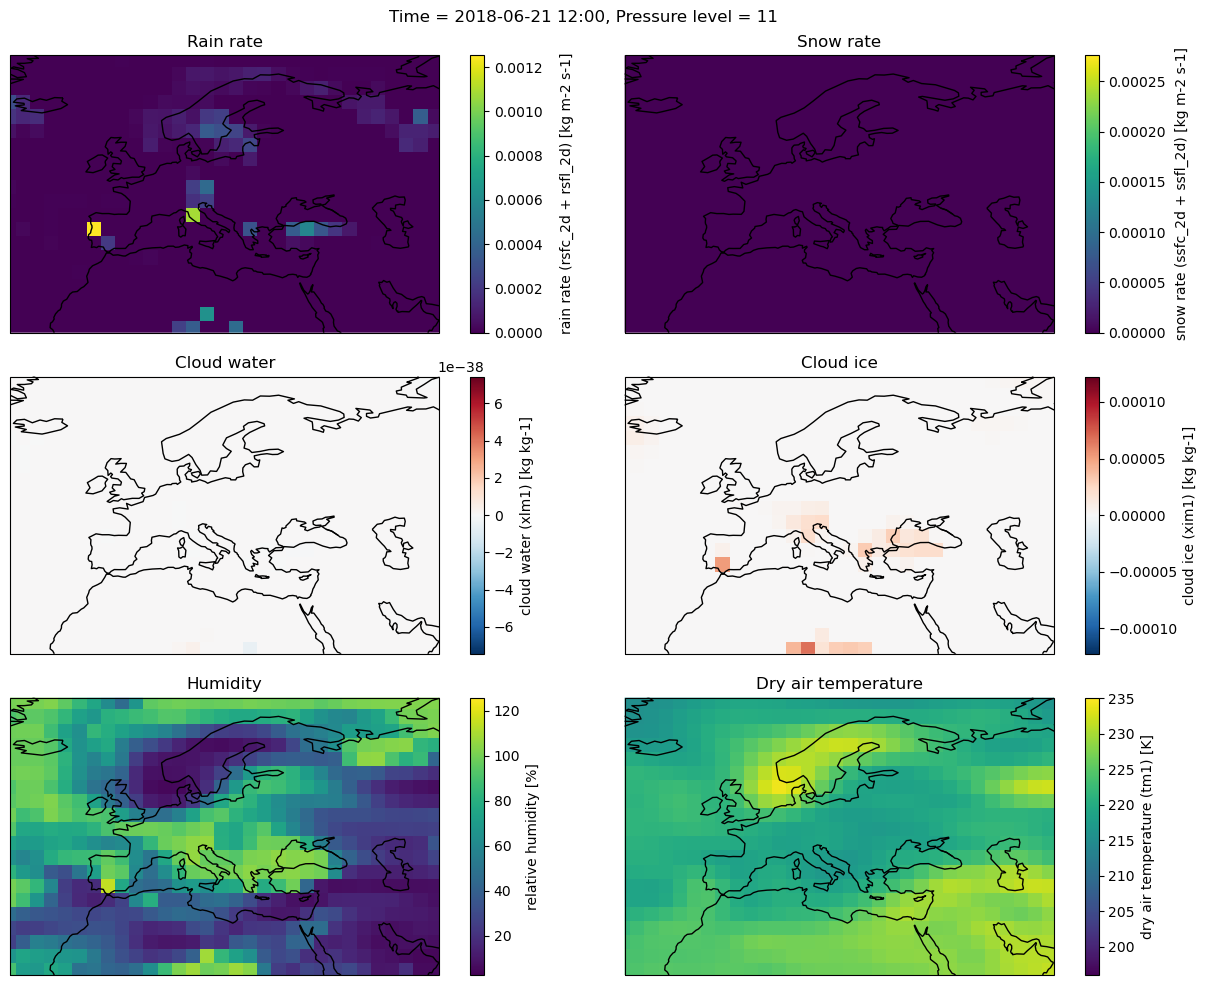 Time = 2018-06-21 12:00, Pressure level = 11
Rain rate
0.0012
0.0010
0.0008
0.0006
0.0004
0.0002
0.0000
rain rate (rsfc_2d + rsfl_2d) [kg m-2 s-1]
Snow rate
0.00025
0.00020
0.00015
0.00010
0.00005
0.00000
snow rate (ssfc_2d + ssfl_2d) [kg m-2 s-1]
Cloud water
1e−38
6
4
2
0
−2
−4
−6
cloud water (xlm1) [kg kg-1]
Cloud ice
0.00010
0.00005
0.00000
−0.00005
−0.00010
cloud ice (xim1) [kg kg-1]
Humidity
120
100
80
60
40
20
relative humidity [%]
Dry air temperature
235
230
225
220
215
210
205
200
dry air temperature (tm1) [K]